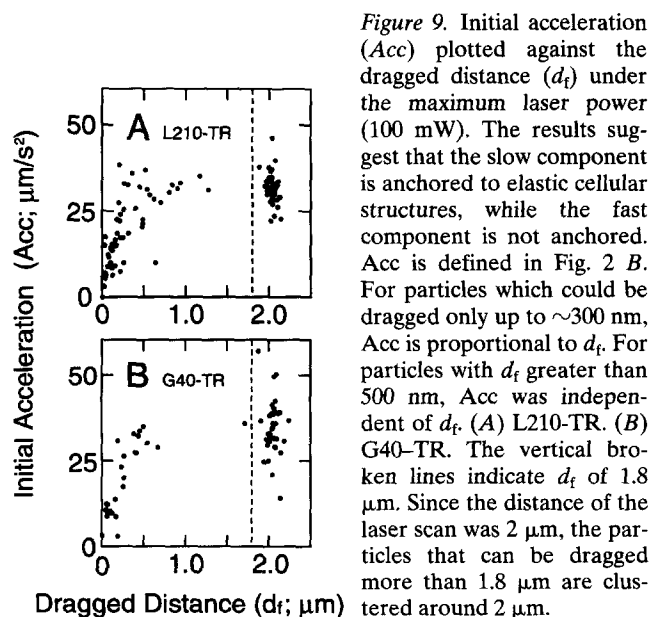 Figure 9. Initial acceleration
(Acc) plotted against the
dragged distance (df) under
the maximum laser power
(100 mW). The results sug-
gest that the slow component
is anchored to elastic cellular
structures, while the fast
component is not anchored.
Acc is defined in Fig. 2 B.
For particles which could be
dragged only up to ~300 nm,
Acc is proportional to df. For
particles with df greater than
500 nm, Acc was indepen-
dent of df. (A) L210-TR. (B)
G40–TR. The vertical bro-
ken lines indicate df of 1.8
μm. Since the distance of the
laser scan was 2 μm, the par-
ticles that can be dragged
more than 1.8 μm are clus-
tered around 2 μm.
Initial Acceleration (Acc; μm/s²)
50
A L210-TR
25
0
0 1.0 2.0
50
B G40-TR
25
0
0 1.0 2.0
Dragged Distance (df; μm)